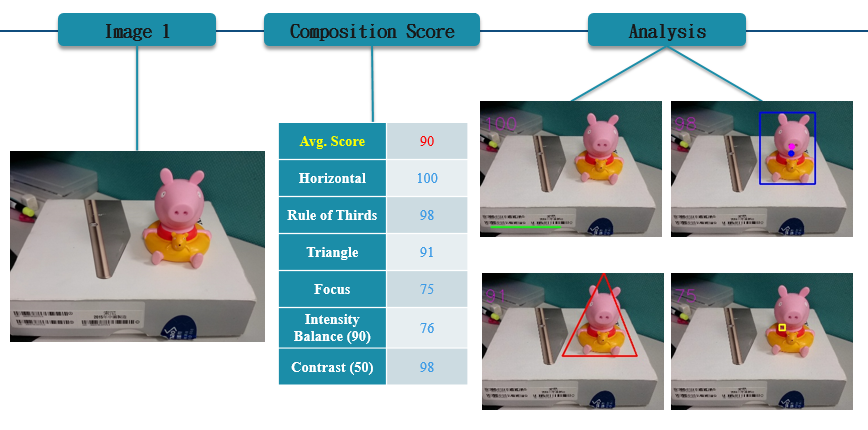 Image 1
Composition Score
Analysis
Avg. Score 90
Horizontal 100
Rule of Thirds 98
Triangle 91
Focus 75
Intensity
Balance (90) 76
Contrast (50) 98
100
98
91
75